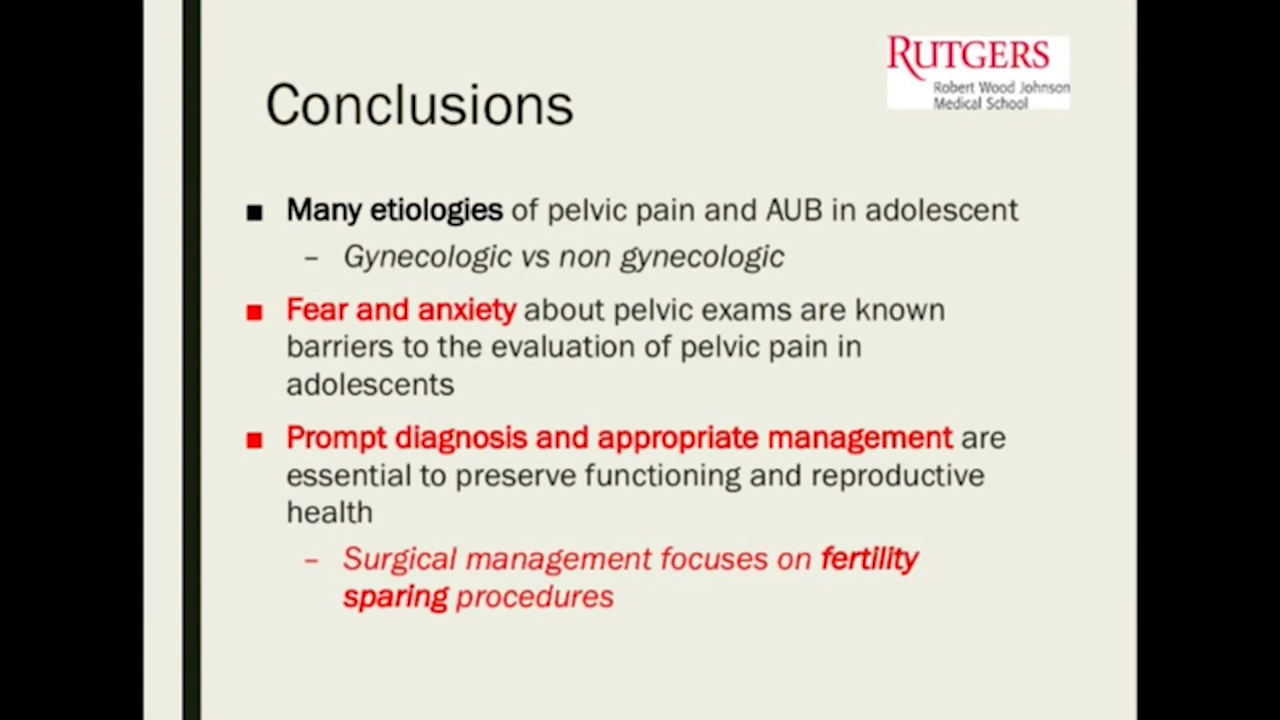 RUTGERS
Robert Wood Johnson
Medical School
Conclusions
■ Many etiologies of pelvic pain and AUB in adolescent
– Gynecologic vs non gynecologic
■ Fear and anxiety about pelvic exams are known
barriers to the evaluation of pelvic pain in
adolescents
■ Prompt diagnosis and appropriate management are
essential to preserve functioning and reproductive
health
– Surgical management focuses on fertility
sparing procedures